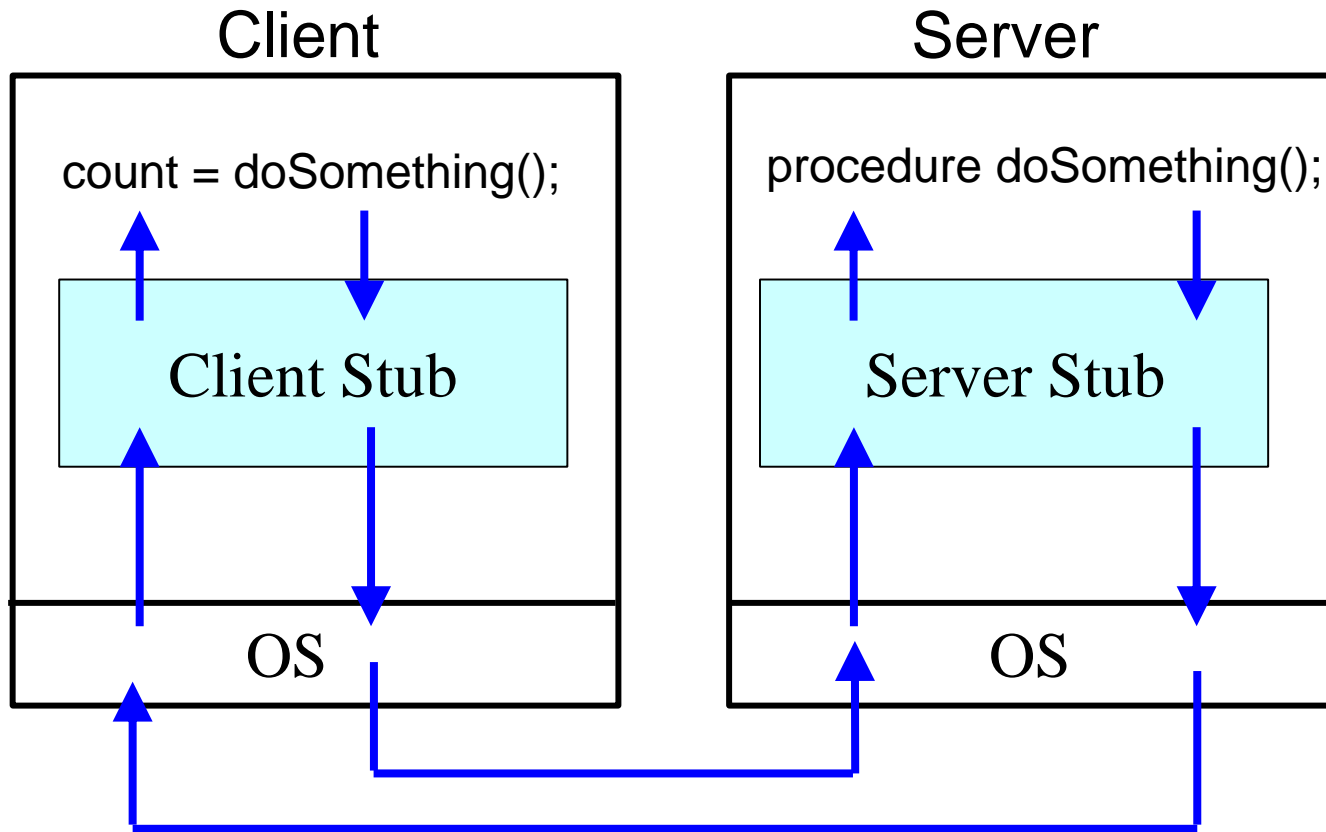 Client
Server
count = doSomething();
procedure doSomething();
Client Stub
Server Stub
OS
OS